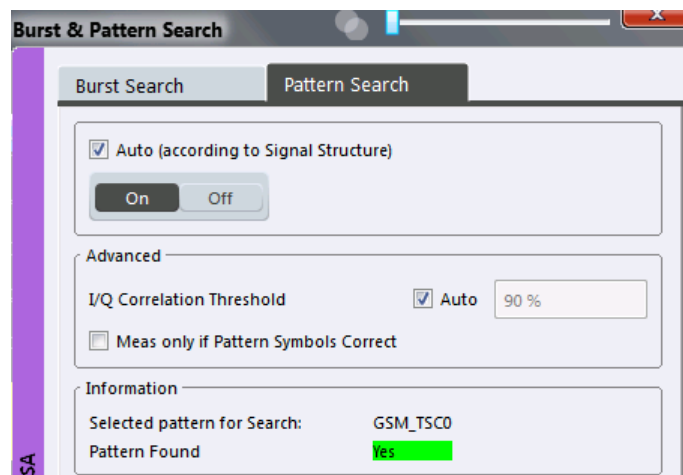 Burst & Pattern Search
Burst Search Pattern Search
Auto (according to Signal Structure)
On Off
Advanced
I/Q Correlation Threshold Auto 90 %
Meas only if Pattern Symbols Correct
Information
Selected pattern for Search: GSM_TSC0
Pattern Found Yes
SA